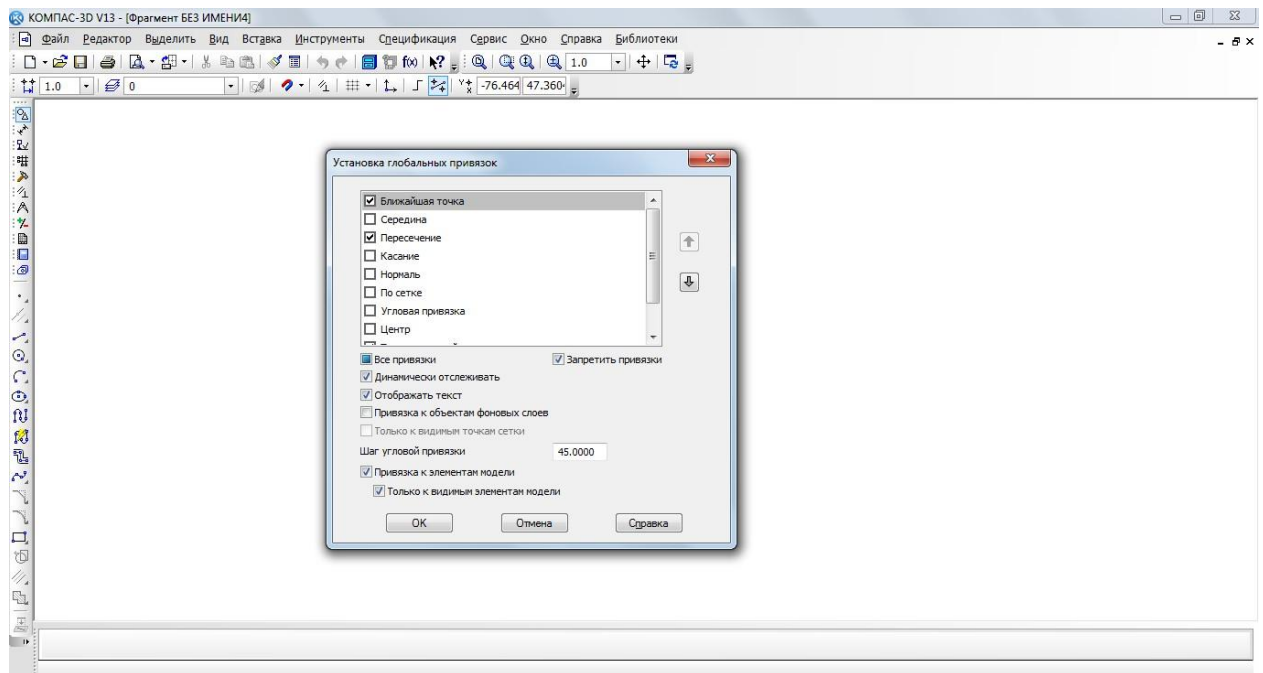 КОМПАС-3D V13 - [Фрагмент БЕЗ ИМЕНИ4]
Файл Редактор Выделить Вид Вставка Инструменты Спецификация Сервис Окно Справка Библиотеки
f(x) 1.0
1.0 0 -76.464 47.360
Установка глобальных привязок
Ближайшая точка
Середина
Пересечение
Касание
Нормаль
По сетке
Угловая привязка
Центр
Все привязки Запретить привязки
Динамически отслеживать
Отображать текст
Привязка к объектам фоновых слоев
Только к видимым точкам сетки
Шаг угловой привязки 45.0000
Привязка к элементам модели
Только к видимым элементам модели
OK Отмена Справка